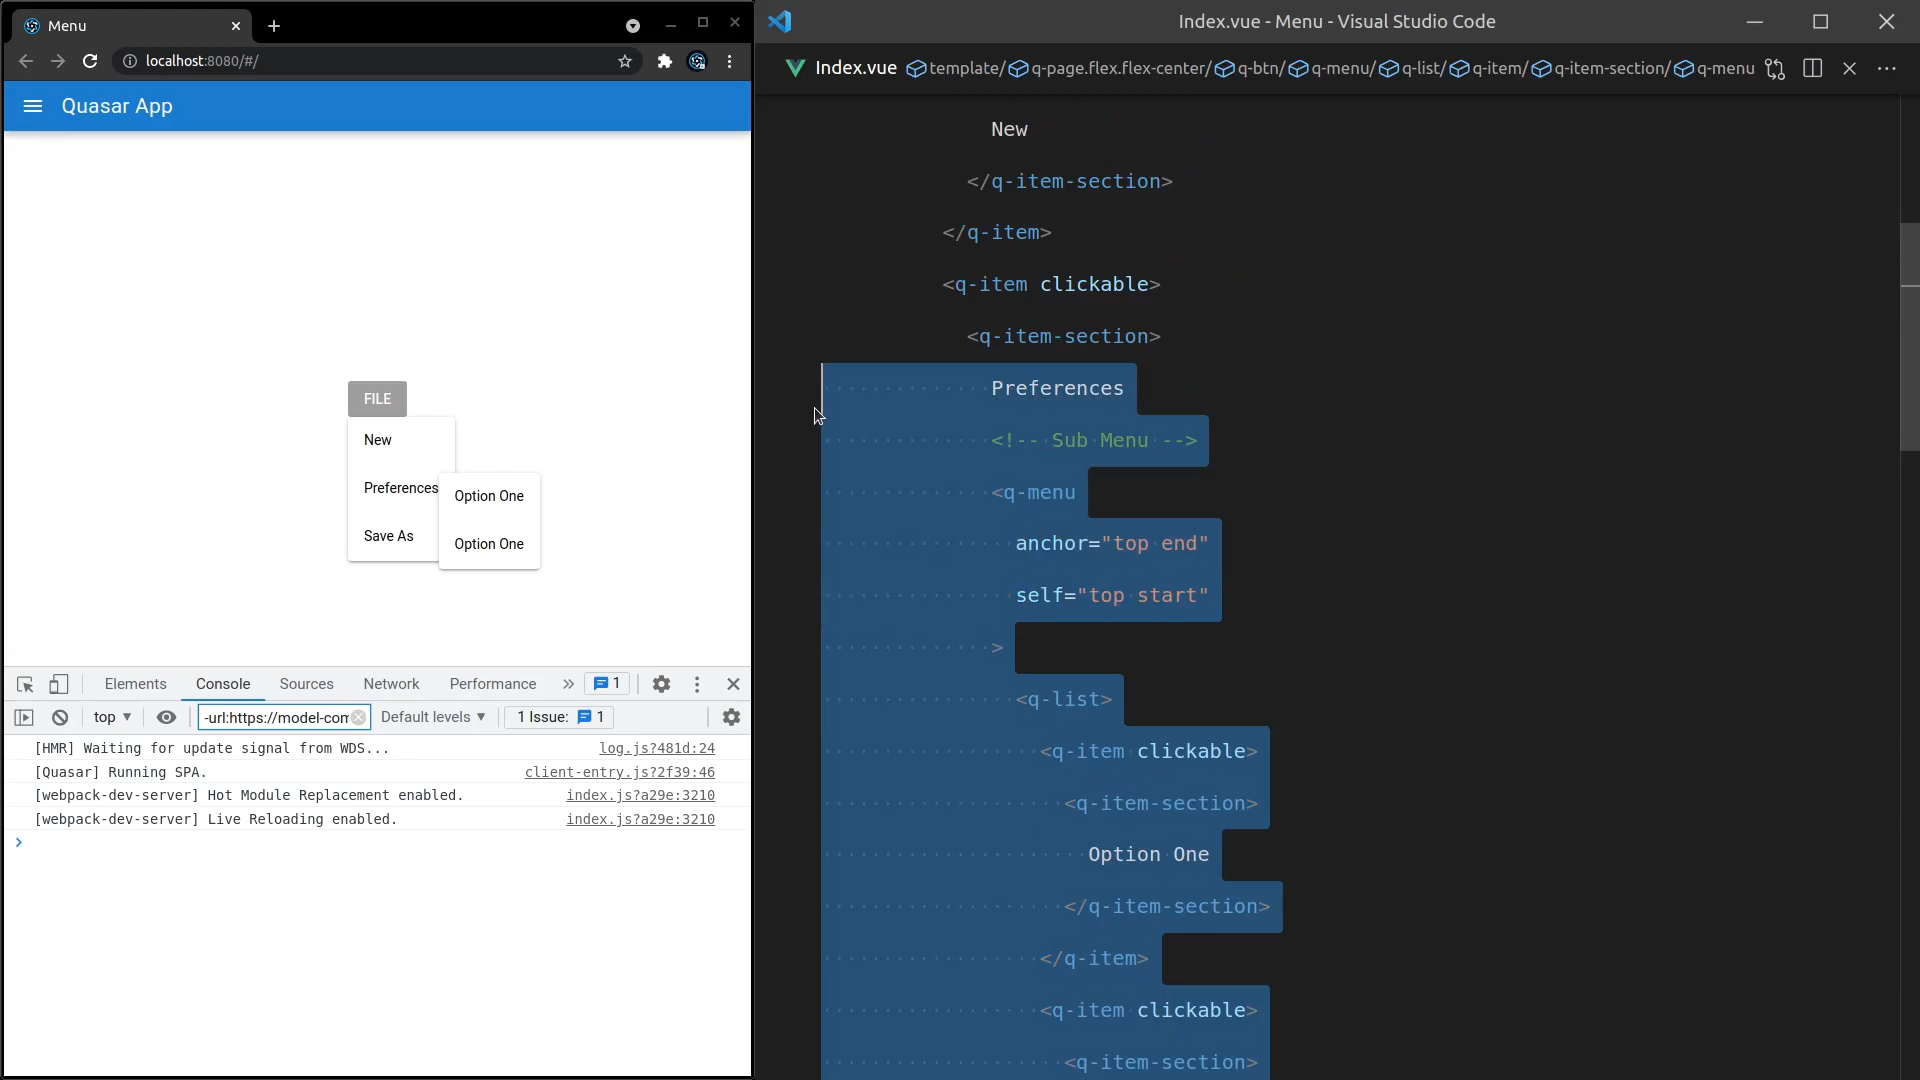 Menu
localhost:8080/#/
Quasar App
FILE
New
Preferences
Save As
Option One
Option One
Elements
Console
Sources
Network
Performance
»
1
top
-url:https://model-com
Default levels
1 Issue: 1
[HMR] Waiting for update signal from WDS... log.js?481d:24
[Quasar] Running SPA. client-entry.js?2f39:46
[webpack-dev-server] Hot Module Replacement enabled. index.js?a29e:3210
[webpack-dev-server] Live Reloading enabled. index.js?a29e:3210
Index.vue - Menu - Visual Studio Code
Index.vue template/ q-page.flex.flex-center/ q-btn/ q-menu/ q-list/ q-item/ q-item-section/ q-menu
New
</q-item-section>
</q-item>
<q-item clickable>
<q-item-section>
Preferences
<!-- Sub Menu -->
<q-menu
anchor="top end"
self="top start"
>
<q-list>
<q-item clickable>
<q-item-section>
Option One
</q-item-section>
</q-item>
<q-item clickable>
<q-item-section>